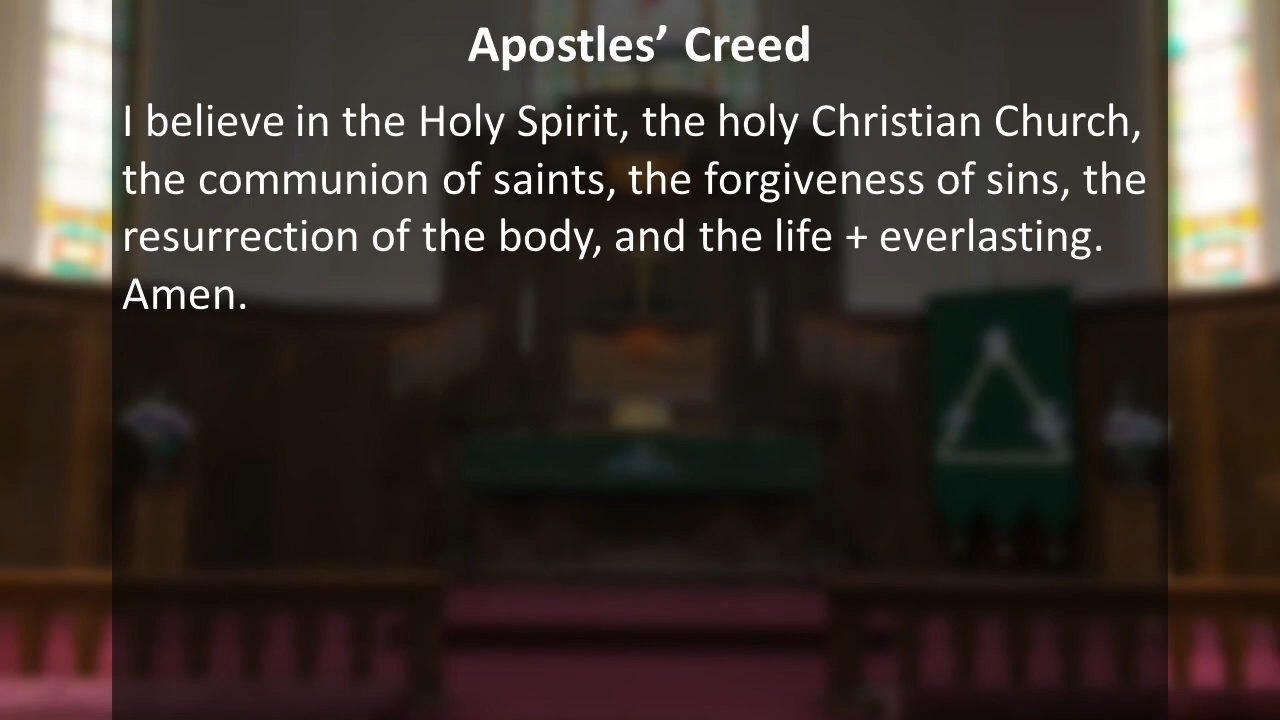 Apostles’ Creed
I believe in the Holy Spirit, the holy Christian Church,
the communion of saints, the forgiveness of sins, the
resurrection of the body, and the life + everlasting.
Amen.